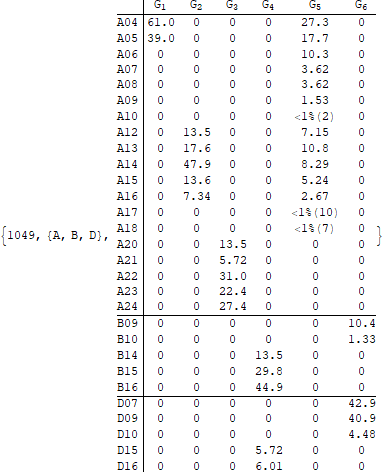 G1 G2 G3 G4 G5 G6
A04 61.0 0 0 0 27.3 0
A05 39.0 0 0 0 17.7 0
A06 0 0 0 0 10.3 0
A07 0 0 0 0 3.62 0
A08 0 0 0 0 3.62 0
A09 0 0 0 0 1.53 0
A10 0 0 0 0 <1%(2) 0
A12 0 13.5 0 0 7.15 0
A13 0 17.6 0 0 10.8 0
A14 0 47.9 0 0 8.29 0
A15 0 13.6 0 0 5.24 0
A16 0 7.34 0 0 2.67 0
A17 0 0 0 0 <1%(10) 0
A18 0 0 0 0 <1%(7) 0
{1049, {A, B, D}, }
A20 0 0 13.5 0 0 0
A21 0 0 5.72 0 0 0
A22 0 0 31.0 0 0 0
A23 0 0 22.4 0 0 0
A24 0 0 27.4 0 0 0
B09 0 0 0 0 0 10.4
B10 0 0 0 0 0 1.33
B14 0 0 0 13.5 0 0
B15 0 0 0 29.8 0 0
B16 0 0 0 44.9 0 0
D07 0 0 0 0 0 42.9
D09 0 0 0 0 0 40.9
D10 0 0 0 0 0 4.48
D15 0 0 0 5.72 0 0
D16 0 0 0 6.01 0 0